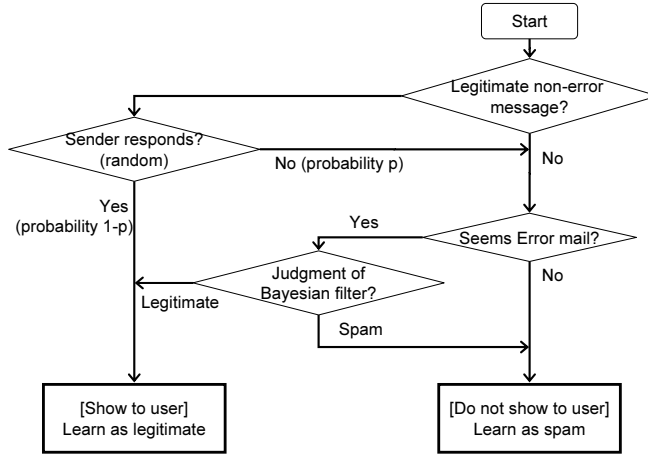 Start
Legitimate non-error
message?
Sender responds?
(random)
No (probability p)
No
Yes
(probability 1-p)
Yes
Seems Error mail?
Judgment of
Bayesian filter?
No
Legitimate
Spam
[Show to user]
Learn as legitimate
[Do not show to user]
Learn as spam